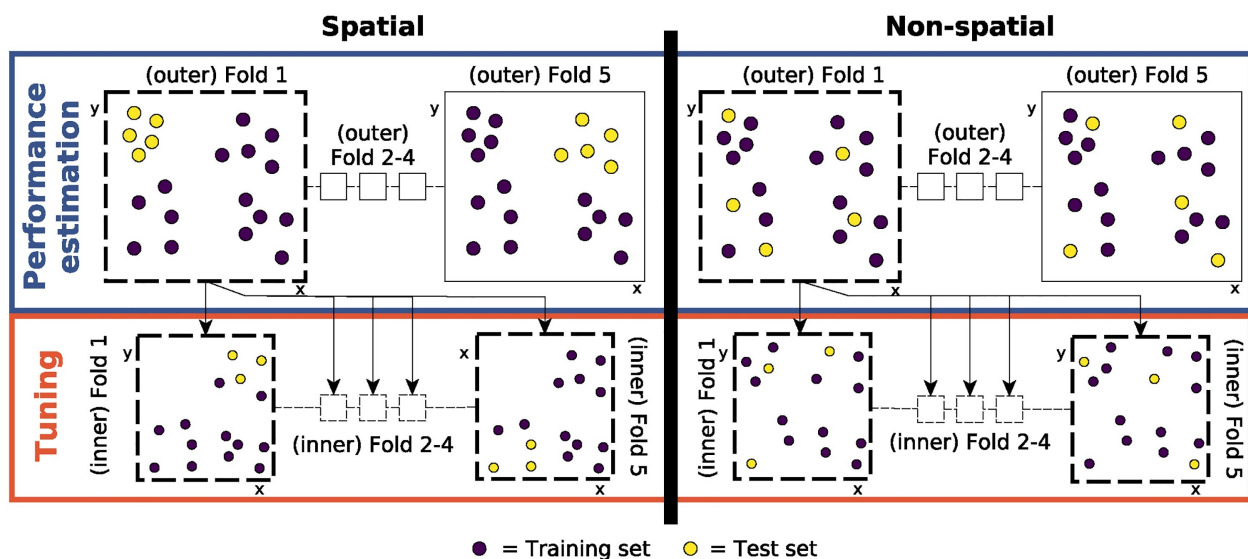 Spatial
Non-spatial
Performance
estimation
(outer) Fold 1
y
x
(outer)
Fold 2-4
(outer) Fold 5
y
x
(outer) Fold 1
y
x
(outer)
Fold 2-4
(outer) Fold 5
y
x
Tuning
(inner) Fold 1
y
x
(inner) Fold 2-4
x
x
(inner) Fold 5
(inner) Fold 1
y
x
(inner) Fold 2-4
y
x
(inner) Fold 5
= Training set
= Test set